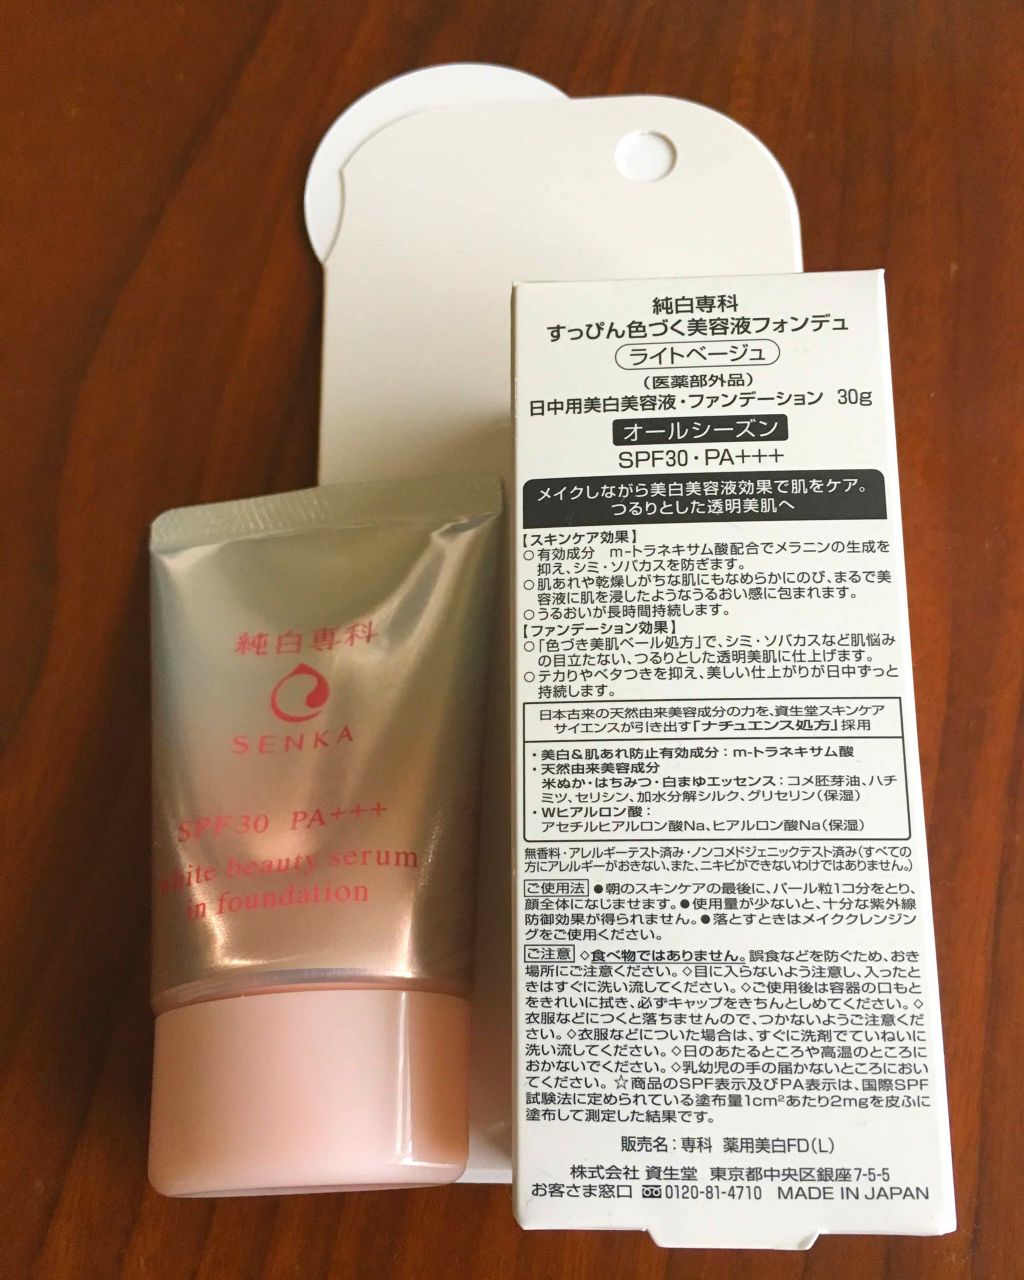 純白専科
SENKA
SPF30 PA+++
white beauty serum
in foundation
純白専科
すっぴん色づく美容液フォンデュ
ライトベージュ
(医薬部外品)
日中用美白美容液・ファンデーション 30g
オールシーズン
SPF30・PA+++
メイクしながら美白美容液効果で肌をケア。
つるりとした透明美肌へ
【スキンケア効果】
○有効成分 m-トラネキサム酸配合でメラニンの生成を
抑え、シミ・ソバカスを防ぎます。
○肌あれや乾燥しがちな肌にもなめらかにのび、まるで美
容液に肌を浸したようなうるおい感に包まれます。
○うるおいが長時間持続します。
【ファンデーション効果】
○「色づき美肌ベール処方」で、シミ・ソバカスなど肌悩み
の目立たない、つるりとした透明美肌に仕上げます。
○テカりやベタつきを抑え、美しい仕上がりが日中ずっと
持続します。
日本古来の天然由来美容成分の力を、資生堂スキンケア
サイエンスが引き出す「ナチュエンス処方」採用
・美白&肌あれ防止有効成分:m-トラネキサム酸
・天然由来美容成分
米ぬか・はちみつ・白まゆエッセンス:コメ胚芽油、ハチ
ミツ、セリシン、加水分解シルク、グリセリン(保湿)
・Wヒアルロン酸:
アセチルヒアルロン酸Na、ヒアルロン酸Na(保湿)
無香料・アレルギーテスト済み・ノンコメドジェニックテスト済み(すべての
方にアレルギーがおきない、また、ニキビができないわけではありません。)
ご使用法 ●朝のスキンケアの最後に、パール粒1コ分をとり、
顔全体になじませます。●使用量が少ないと、十分な紫外線
防御効果が得られません。●落とすときはメイククレンジン
グをご使用ください。
ご注意 ◇食べ物ではありません。誤食などを防ぐため、おき
場所にご注意ください。◇目に入らないよう注意し、入ったと
きはすぐに洗い流してください。◇ご使用後は容器の口もと
をきれいに拭き、必ずキャップをきちんとしめてください。◇
衣服などにつくと落ちませんので、つかないようご注意くだ
さい。◇衣服などについた場合は、すぐに洗剤でていねいに
洗い流してください。◇日のあたるところや高温のところに
おかないでください。◇乳幼児の手の届かないところにおい
てください。☆商品のSPF表示及びPA表示は、国際SPF
試験法に定められている塗布量1cm²あたり2mgを皮ふに
塗布して測定した結果です。
販売名:専科 薬用美白FD(L)
株式会社 資生堂 東京都中央区銀座7-5-5
お客さま窓口 0120-81-4710 MADE IN JAPAN